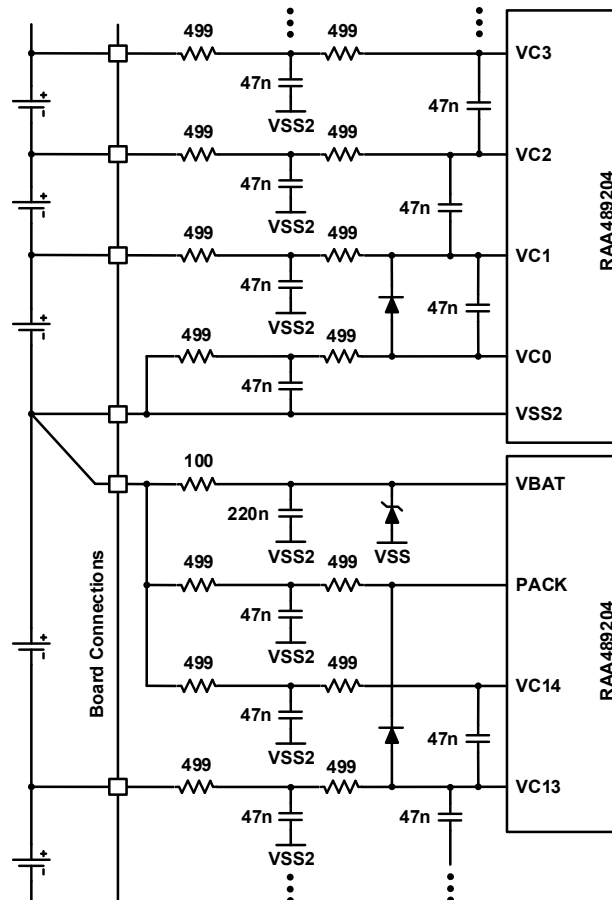 499 499 VC3
47n 47n
VSS2
499 499 VC2
47n 47n
VSS2
499 499 VC1
47n 47n
VSS2
499 499 VC0
47n
VSS2
RAA489204
100 VBAT
220n
VSS2 VSS
499 499 PACK
47n
VSS2
499 499 VC14
47n 47n
VSS2
499 499 VC13
47n 47n
VSS2
RAA489204
Board Connections